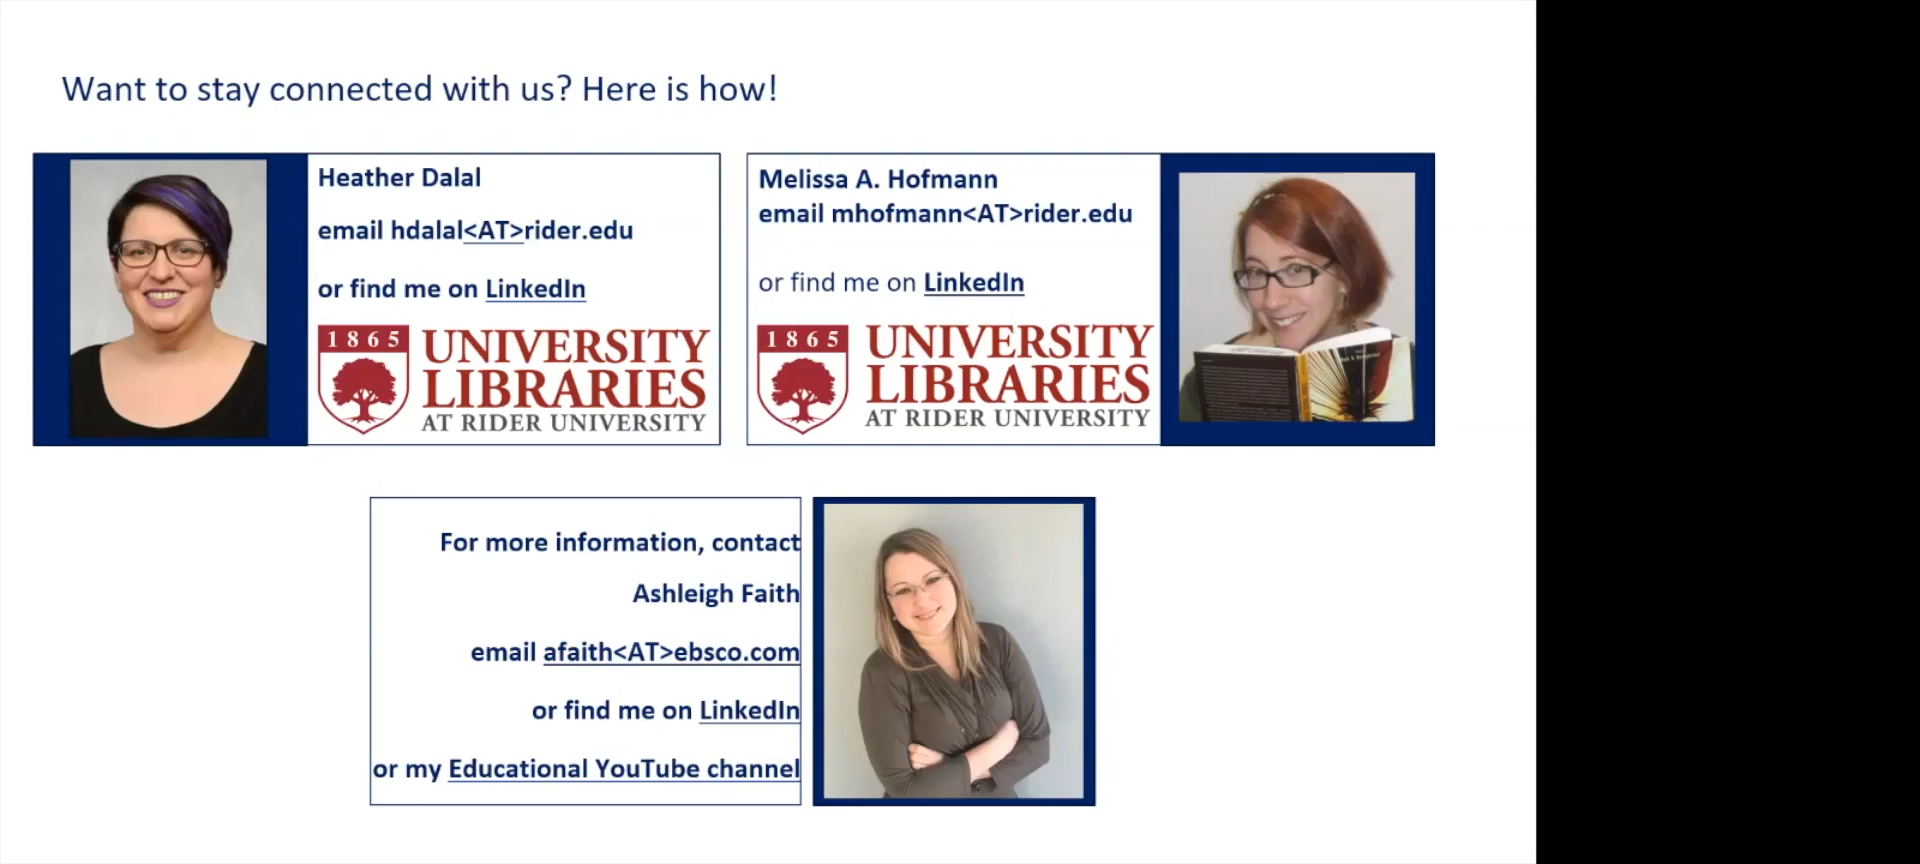 Want to stay connected with us? Here is how!
Heather Dalal
email hdalal<AT>rider.edu
or find me on LinkedIn
1865
UNIVERSITY
LIBRARIES
AT RIDER UNIVERSITY
Melissa A. Hofmann
email mhofmann<AT>rider.edu
or find me on LinkedIn
1865
UNIVERSITY
LIBRARIES
AT RIDER UNIVERSITY
For more information, contact
Ashleigh Faith
email afaith<AT>ebsco.com
or find me on LinkedIn
or my Educational YouTube channel